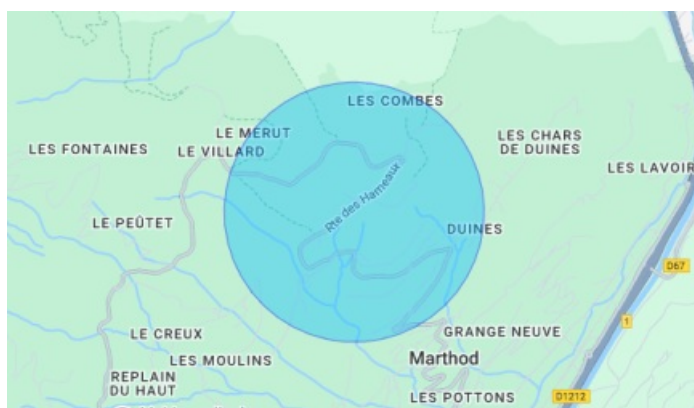 LES COMBES
LE MERUT
LES FONTAINES
LE VILLARD
LES CHARS
DE DUINES
LES LAVOIR
Rte des Hameaux
LE PEÛTET
DUINES
D67
1
LE CREUX
GRANGE NEUVE
LES MOULINS
Marthod
REPLAIN
DU HAUT
LES POTTONS
D1212